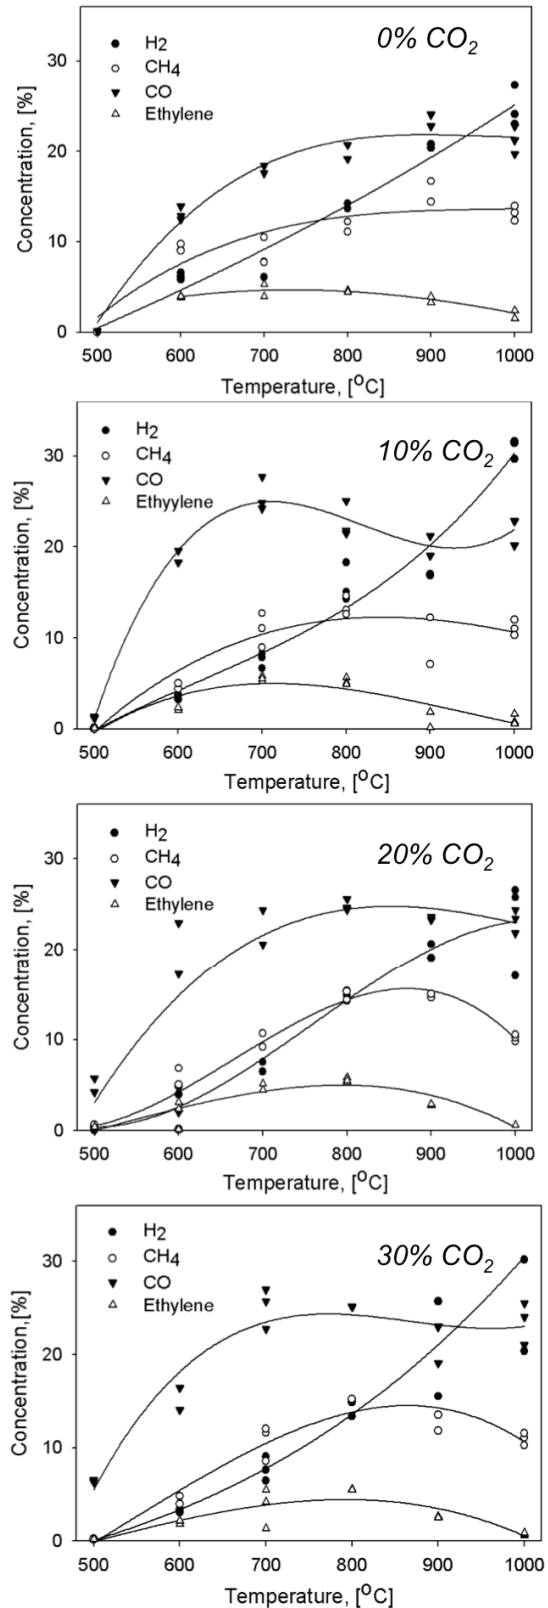 0% CO2
H2
CH4
CO
Ethylene
Concentration, [%]
30
20
10
0
500 600 700 800 900 1000
Temperature, [°C]
10% CO2
H2
CH4
CO
Ethyylene
Concentration, [%]
30
20
10
0
500 600 700 800 900 1000
Temperature, [°C]
20% CO2
H2
CH4
CO
Ethylene
Concentration, [%]
30
20
10
0
500 600 700 800 900 1000
Temperature, [°C]
30% CO2
H2
CH4
CO
Ethylene
Concentration,[%]
30
20
10
0
500 600 700 800 900 1000
Temperature, [°C]